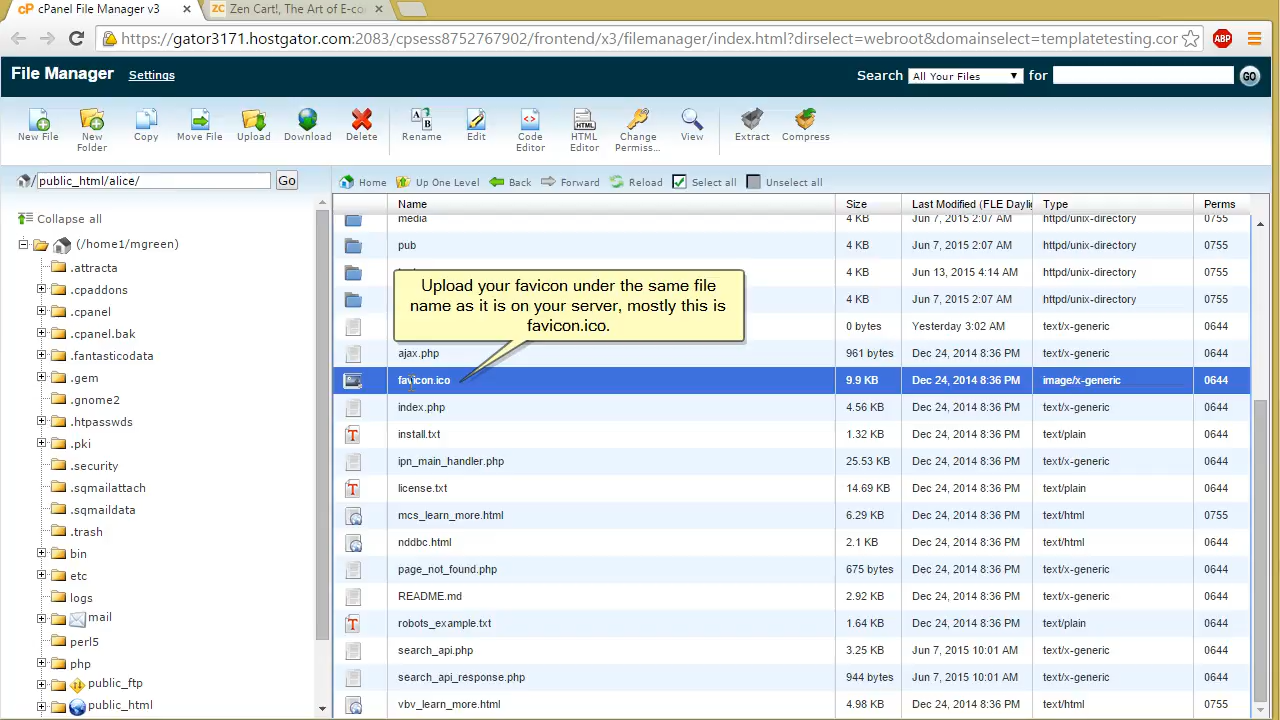 cPanel File Manager v3
Zen Cart!, The Art of E-co
https://gator3171.hostgator.com:2083/cpsess8752767902/frontend/x3/filemanager/index.html?dirselect=webroot&domainselect=templatetesting.cor
ABP
File Manager Settings
Search All Your Files for GO
New File New Folder Copy Move File Upload Download Delete Rename Edit Code Editor HTML Editor Change Permiss... View Extract Compress
/ public_html/alice/ Go
Home Up One Level Back Forward Reload Select all Unselect all
Collapse all
(/home1/mgreen)
.attracta
.cpaddons
.cpanel
.cpanel.bak
.fantasticodata
.gem
.gnome2
.htpasswds
.pki
.security
.sqmailattach
.sqmaildata
.trash
bin
etc
logs
mail
perl5
php
public_ftp
public_html
Name Size Last Modified (FLE Daylig Type Perms
media 4 KB Jun 7, 2015 2:07 AM httpd/unix-directory 0755
pub 4 KB Jun 7, 2015 2:07 AM httpd/unix-directory 0755
4 KB Jun 13, 2015 4:14 AM httpd/unix-directory 0755
4 KB Jun 7, 2015 2:07 AM httpd/unix-directory 0755
0 bytes Yesterday 3:02 AM text/x-generic 0644
ajax.php 961 bytes Dec 24, 2014 8:36 PM text/x-generic 0644
favicon.ico 9.9 KB Dec 24, 2014 8:36 PM image/x-generic 0644
index.php 4.56 KB Dec 24, 2014 8:36 PM text/x-generic 0644
install.txt 1.32 KB Dec 24, 2014 8:36 PM text/plain 0644
ipn_main_handler.php 25.53 KB Dec 24, 2014 8:36 PM text/x-generic 0644
license.txt 14.69 KB Dec 24, 2014 8:36 PM text/plain 0644
mcs_learn_more.html 6.29 KB Dec 24, 2014 8:36 PM text/html 0755
nddbc.html 2.1 KB Dec 24, 2014 8:36 PM text/html 0644
page_not_found.php 675 bytes Dec 24, 2014 8:36 PM text/x-generic 0644
README.md 2.92 KB Dec 24, 2014 8:36 PM text/x-generic 0644
robots_example.txt 1.64 KB Dec 24, 2014 8:36 PM text/plain 0644
search_api.php 3.25 KB Jun 7, 2015 10:01 AM text/x-generic 0644
search_api_response.php 944 bytes Jun 7, 2015 10:01 AM text/x-generic 0644
vbv_learn_more.html 4.98 KB Dec 24, 2014 8:36 PM text/html 0644
Upload your favicon under the same file
name as it is on your server, mostly this is
favicon.ico.